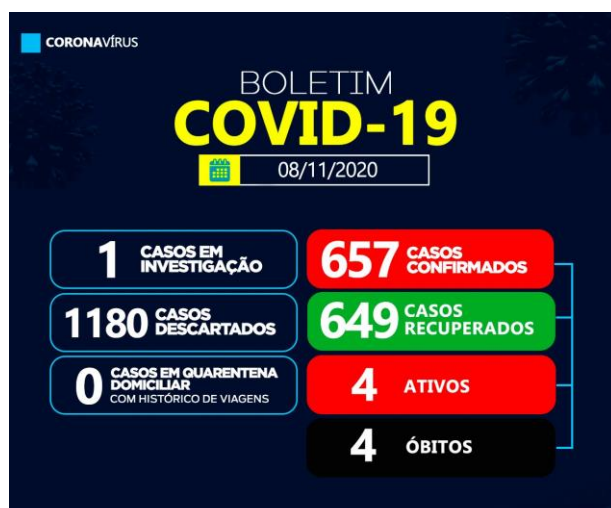 CORONAVÍRUS
BOLETIM
COVID-19
08/11/2020
1 CASOS EM
INVESTIGAÇÃO
657 CASOS
CONFIRMADOS
1180 CASOS
DESCARTADOS
649 CASOS
RECUPERADOS
0 CASOS EM QUARENTENA
DOMICILIAR
COM HISTÓRICO DE VIAGENS
4 ATIVOS
4 ÓBITOS